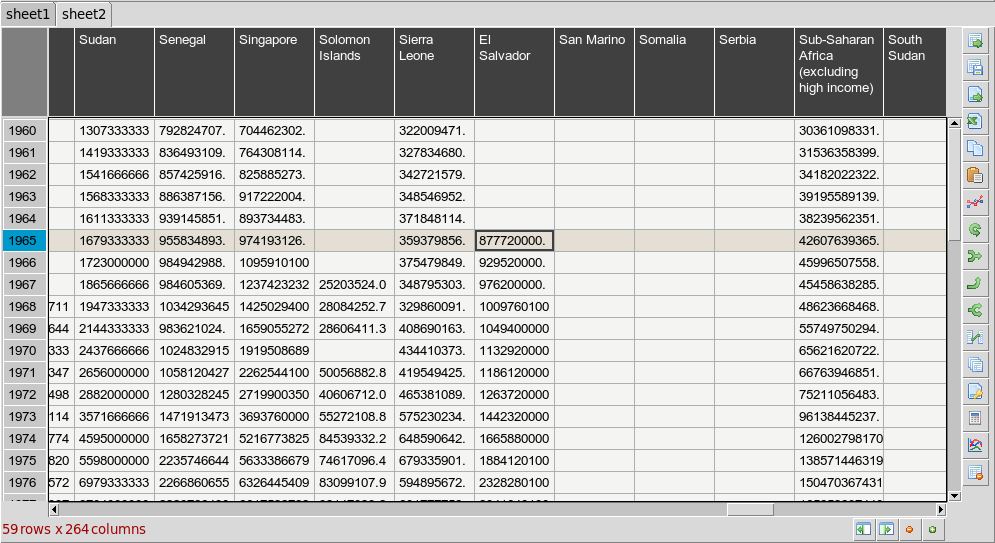 sheet1 sheet2
Sudan Senegal Singapore Solomon Islands Sierra Leone El Salvador San Marino Somalia Serbia Sub-Saharan Africa (excluding high income) South Sudan
1960 1307333333 792824707. 704462302. 322009471. 30361098331.
1961 1419333333 836493109. 764308114. 327834680. 31536358399.
1962 1541666666 857425916. 825885273. 342721579. 34182022322.
1963 1568333333 886387156. 917222004. 348546952. 39195589139.
1964 1611333333 939145851. 893734483. 371848114. 38239562351.
1965 1679333333 955834893. 974193126. 359379856. 877720000. 42607639365.
1966 1723000000 984942988. 1095910100 375479849. 929520000. 45996507558.
1967 1865666666 984605369. 1237423232 25203524.0 348795303. 976200000. 45458638285.
1968 711 1947333333 1034293645 1425029400 28084252.7 329860091. 1009760100 48623668468.
1969 644 2144333333 983621024. 1659055272 28606411.3 408690163. 1049400000 55749750294.
1970 333 2437666666 1024832915 1919508689 434410373. 1132920000 65621620722.
1971 347 2656000000 1058120427 2262544100 50056882.8 419549425. 1186120000 66763946851.
1972 498 2882000000 1280328245 2719900350 40606712.0 465381089. 1263720000 75211056483.
1973 114 3571666666 1471913473 3693760000 55272108.8 575230234. 1442320000 96138445237.
1974 774 4595000000 1658273721 5216773825 84539332.2 648590642. 1665880000 126002798170
1975 820 5598000000 2235746644 5633386679 74617096.4 679335901. 1884120100 138571446319
1976 572 6979333333 2266860655 6326445409 83099107.9 594895672. 2328280100 150470367431
59 rows x 264 columns